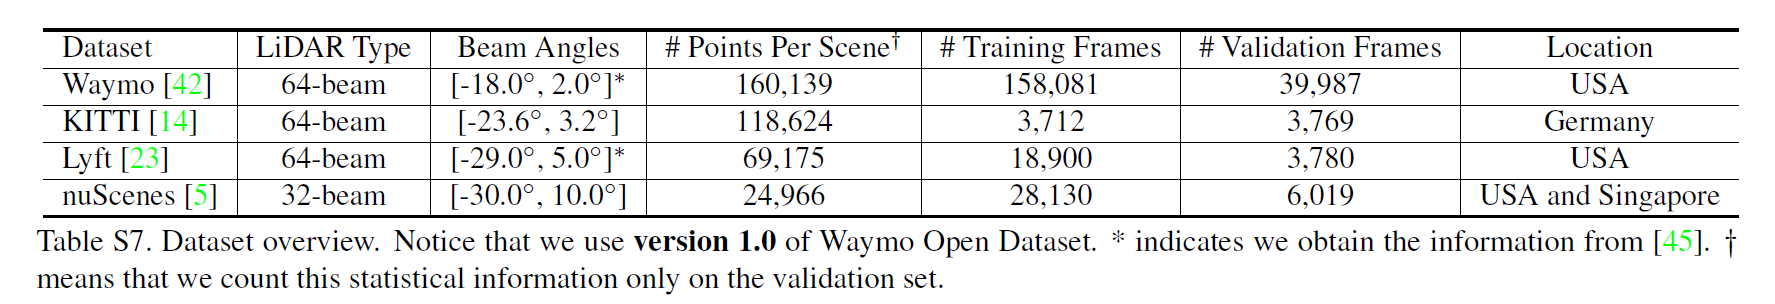 Dataset LiDAR Type Beam Angles # Points Per Scene† # Training Frames # Validation Frames Location
Waymo [42] 64-beam [-18.0°, 2.0°]* 160,139 158,081 39,987 USA
KITTI [14] 64-beam [-23.6°, 3.2°] 118,624 3,712 3,769 Germany
Lyft [23] 64-beam [-29.0°, 5.0°]* 69,175 18,900 3,780 USA
nuScenes [5] 32-beam [-30.0°, 10.0°] 24,966 28,130 6,019 USA and Singapore
Table S7. Dataset overview. Notice that we use version 1.0 of Waymo Open Dataset. * indicates we obtain the information from [45]. †
means that we count this statistical information only on the validation set.